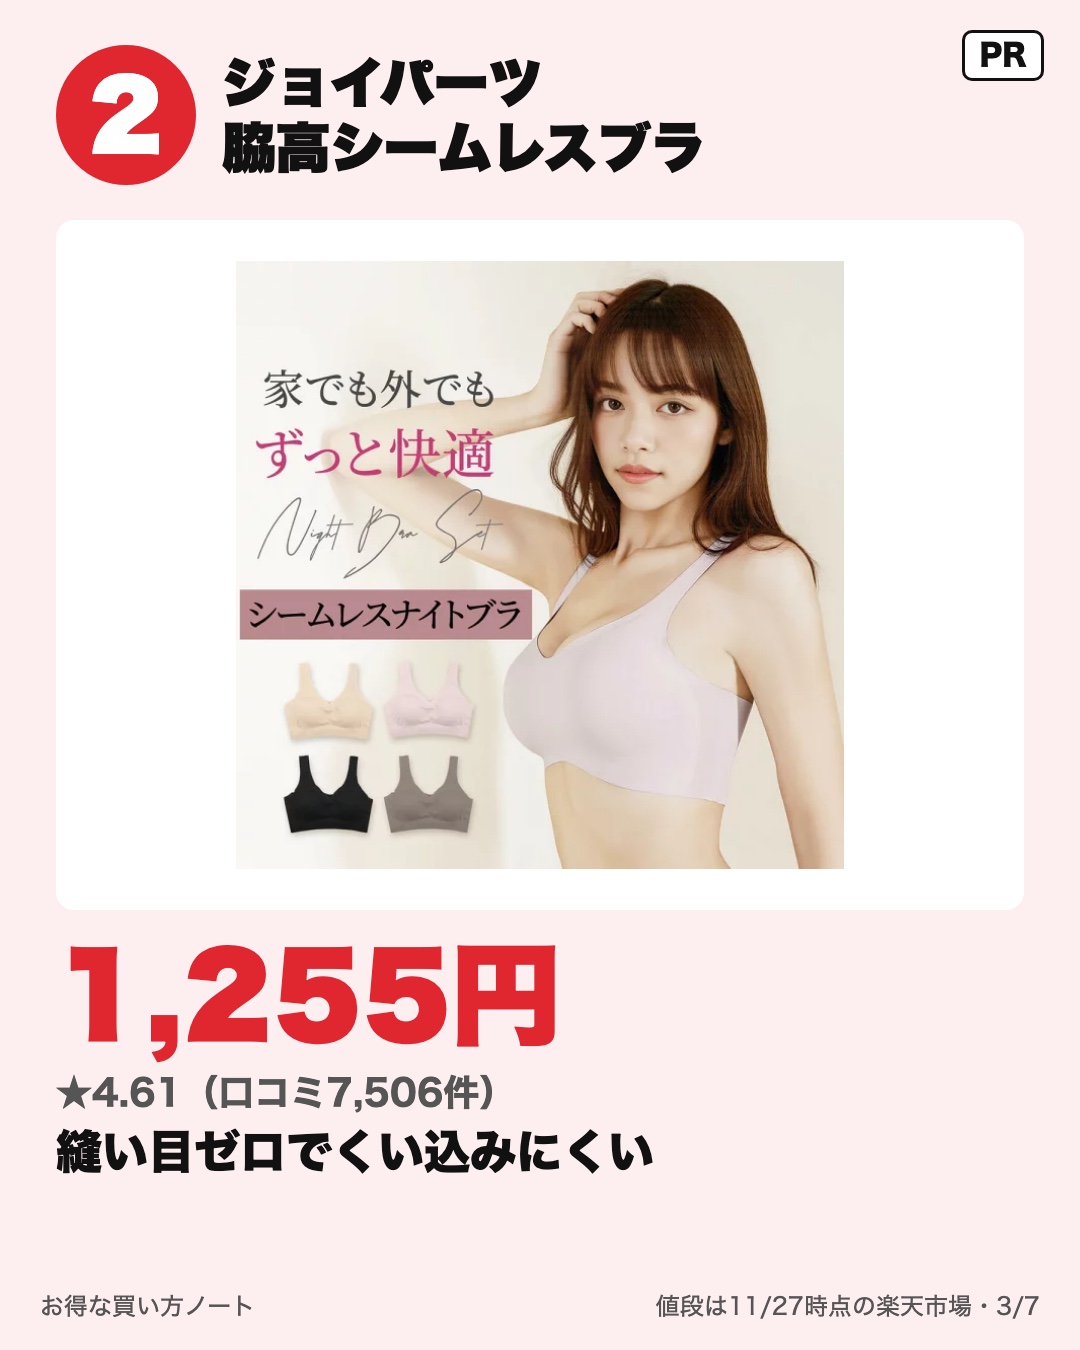 PR
2
ジョイパーツ
脇高シームレスブラ
家でも外でも
ずっと快適
Night Bra Set
シームレスナイトブラ
1,255円
★4.61（口コミ7,506件）
縫い目ゼロでくい込みにくい
お得な買い方ノート
値段は11/27時点の楽天市場・3/7